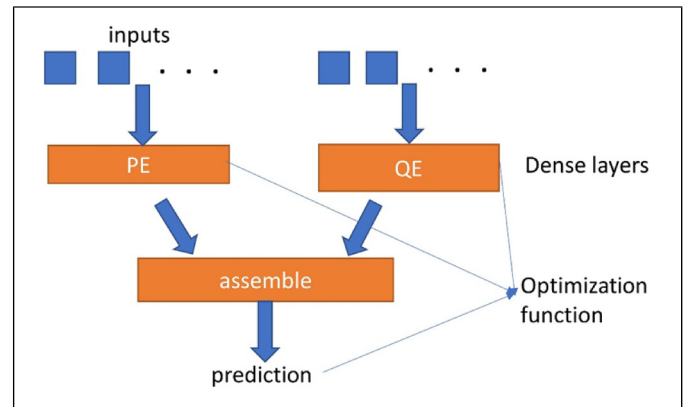 inputs
. . .
. . .
PE
QE
Dense layers
assemble
Optimization
function
prediction